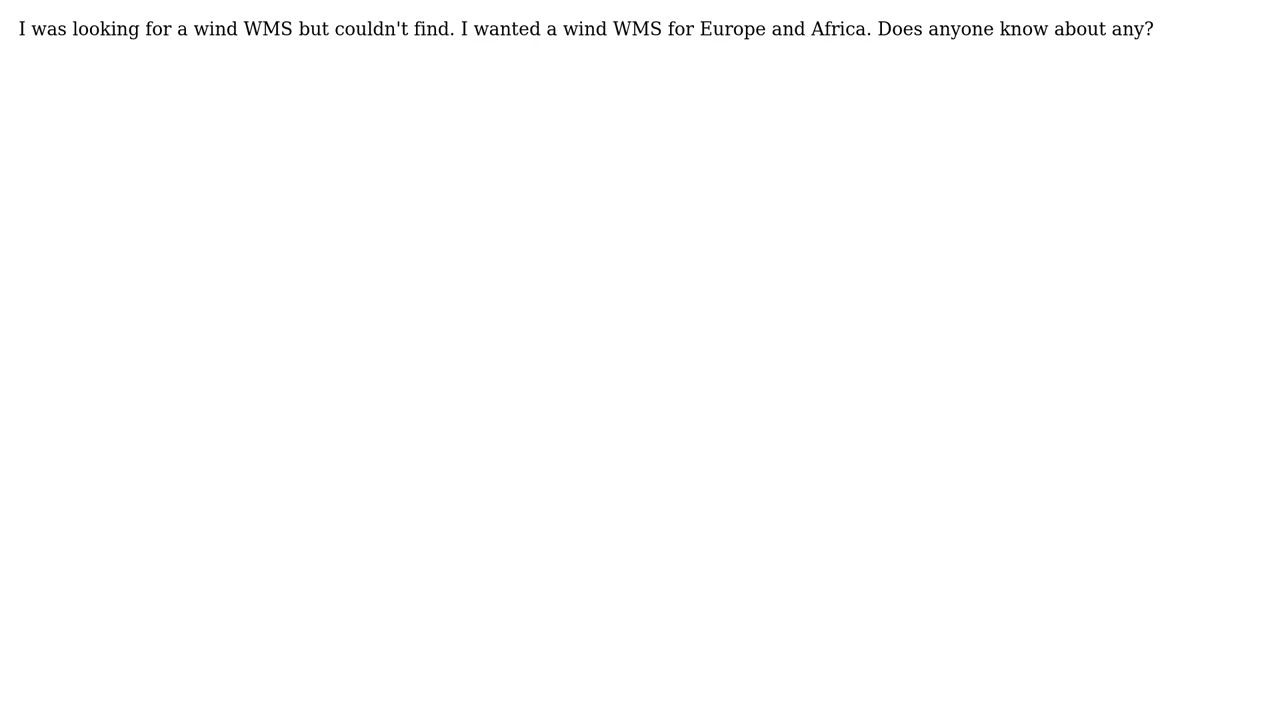 I was looking for a wind WMS but couldn't find. I wanted a wind WMS for Europe and Africa. Does anyone know about any?